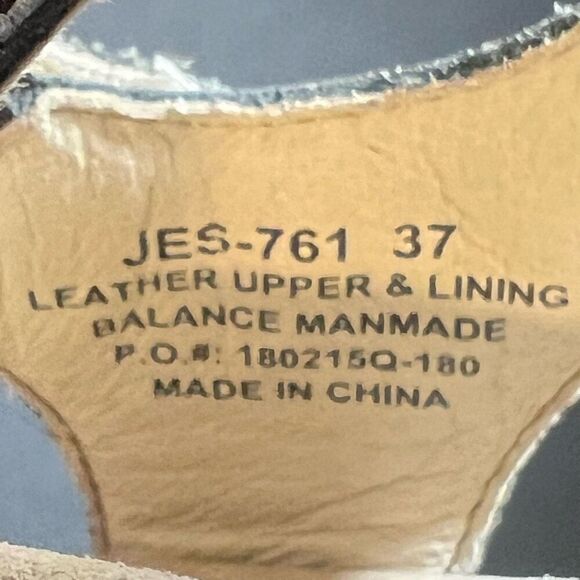 JES-761 37
LEATHER UPPER & LINING
BALANCE MANMADE
P.O.#: 180215Q-180
MADE IN CHINA